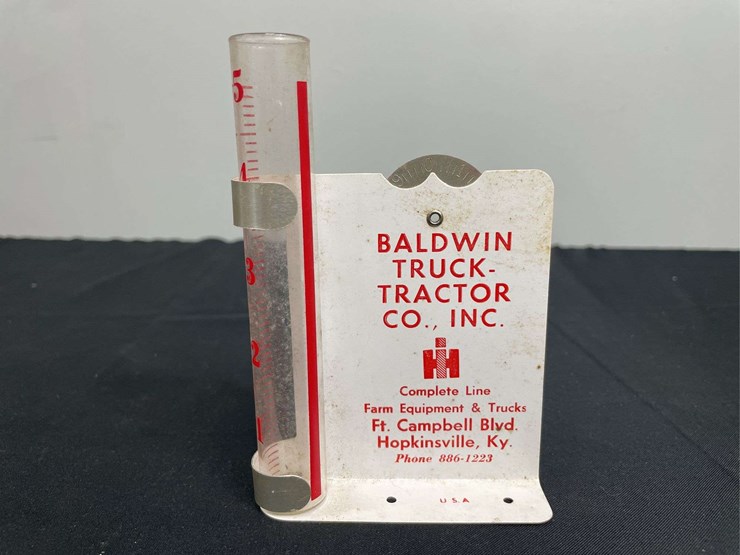 5
4
3
2
1
BALDWIN
TRUCK-
TRACTOR
CO., INC.
IH
Complete Line
Farm Equipment & Trucks
Ft. Campbell Blvd.
Hopkinsville, Ky.
Phone 886-1223
USA